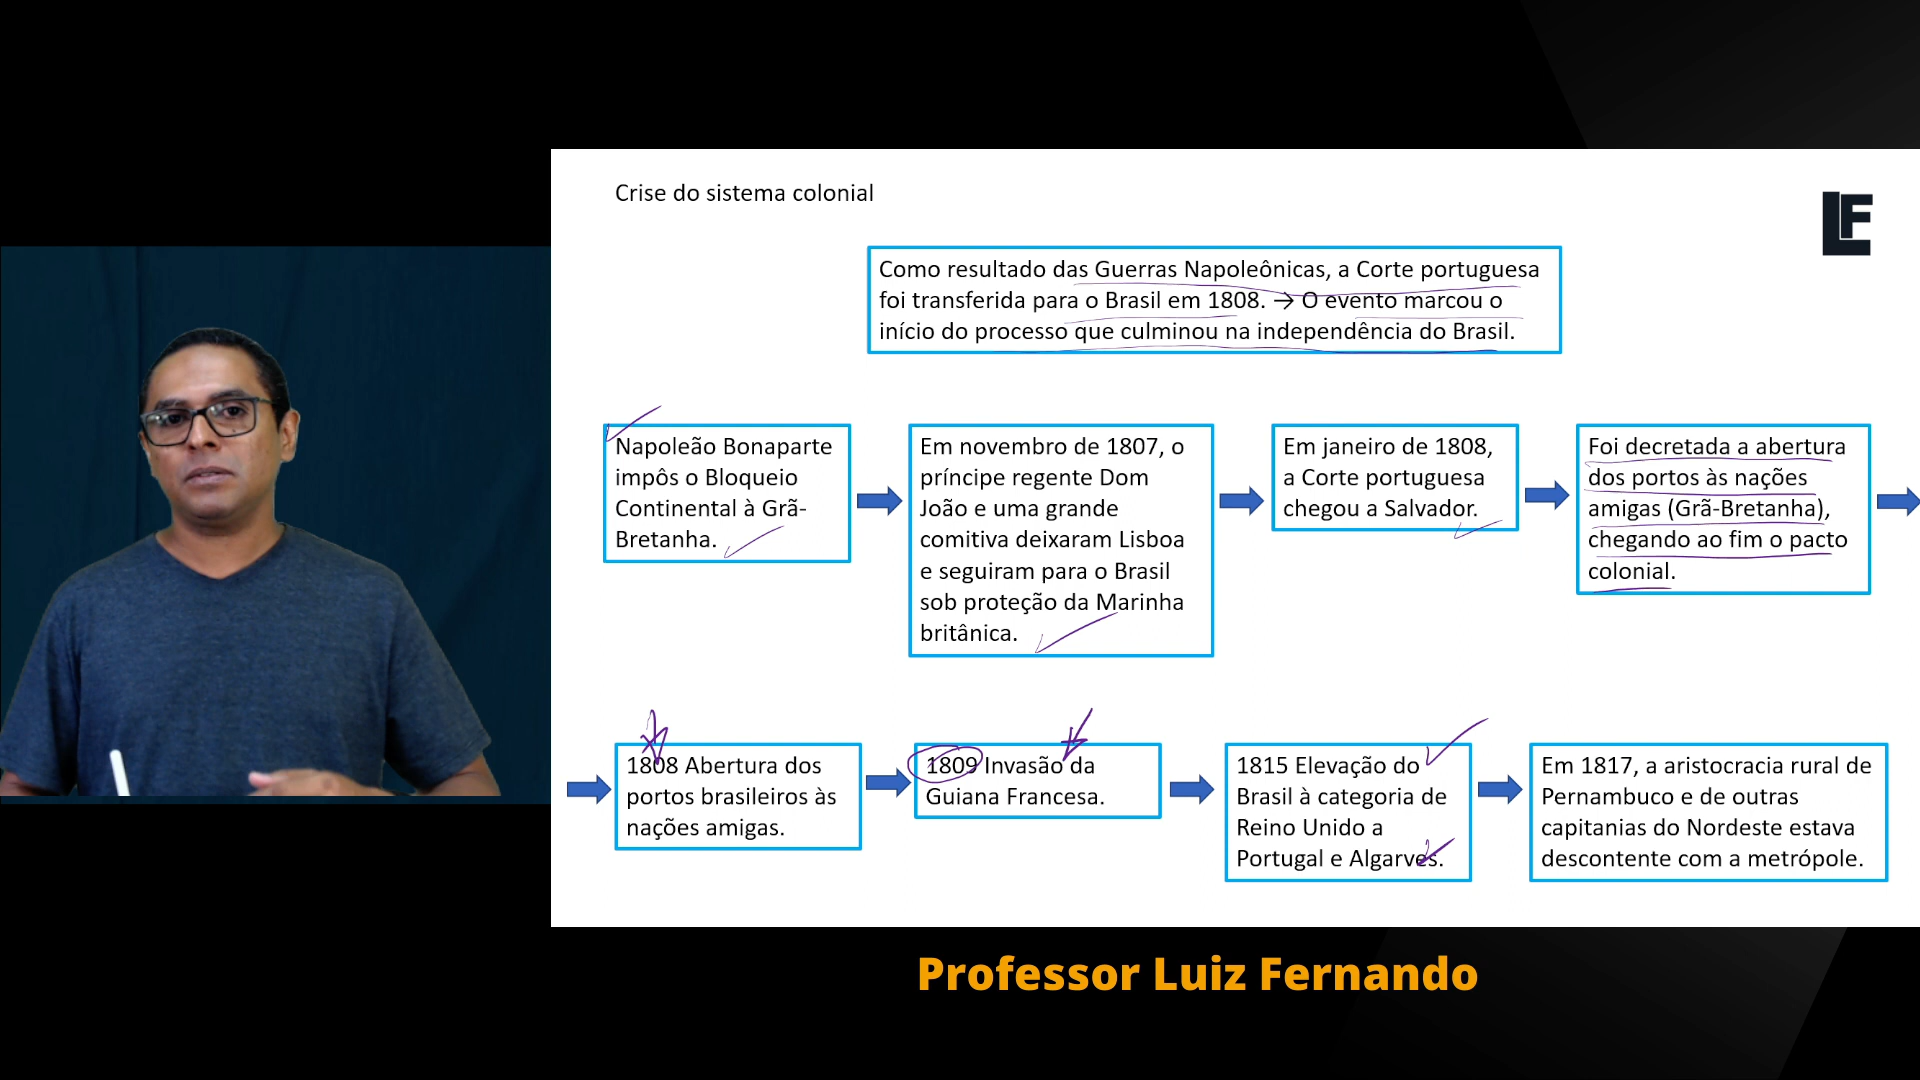 Crise do sistema colonial
LF
Como resultado das Guerras Napoleônicas, a Corte portuguesa
foi transferida para o Brasil em 1808. → O evento marcou o
início do processo que culminou na independência do Brasil.
Napoleão Bonaparte
impôs o Bloqueio
Continental à Grã-
Bretanha.
Em novembro de 1807, o
príncipe regente Dom
João e uma grande
comitiva deixaram Lisboa
e seguiram para o Brasil
sob proteção da Marinha
britânica.
Em janeiro de 1808,
a Corte portuguesa
chegou a Salvador.
Foi decretada a abertura
dos portos às nações
amigas (Grã-Bretanha),
chegando ao fim o pacto
colonial.
1808 Abertura dos
portos brasileiros às
nações amigas.
1809 Invasão da
Guiana Francesa.
1815 Elevação do
Brasil à categoria de
Reino Unido a
Portugal e Algarves.
Em 1817, a aristocracia rural de
Pernambuco e de outras
capitanias do Nordeste estava
descontente com a metrópole.
Professor Luiz Fernando